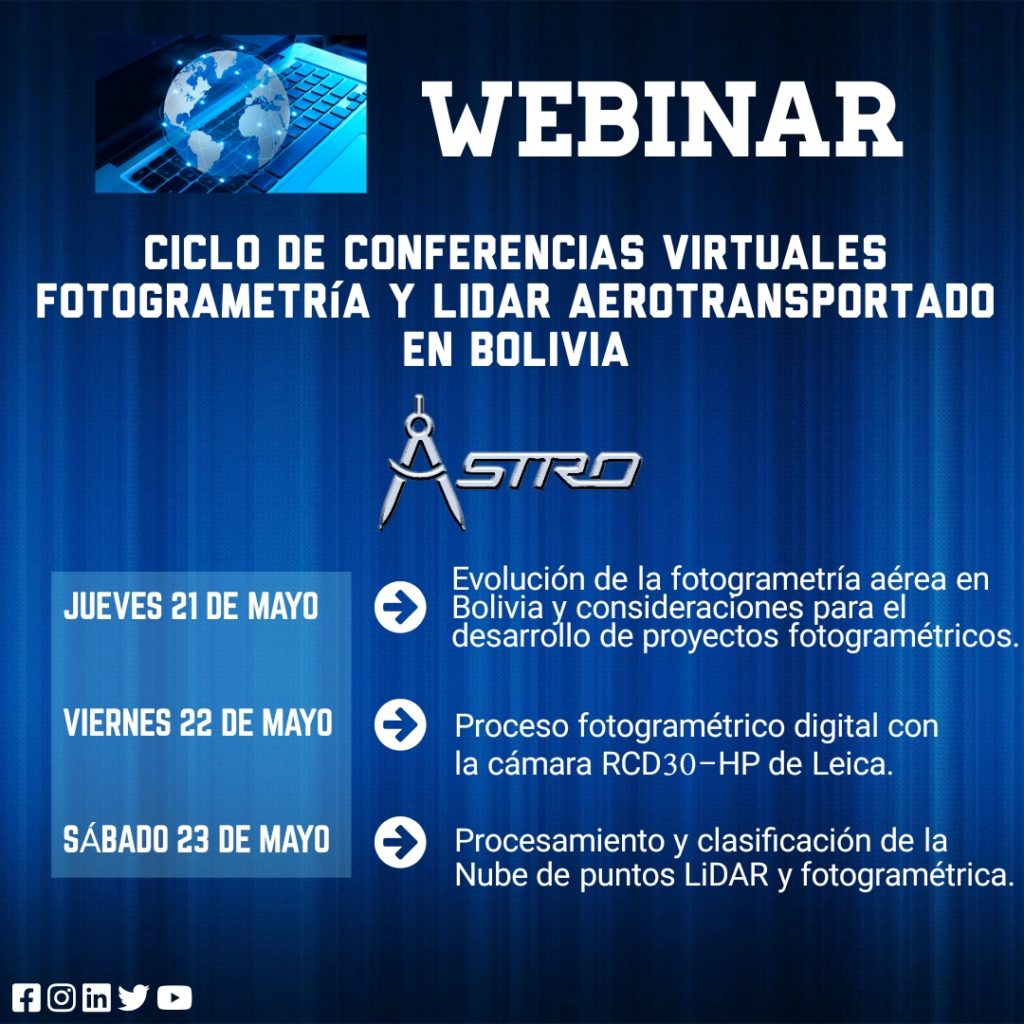 WEBINAR
CICLO DE CONFERENCIAS VIRTUALES
FOTOGRAMETRÍA Y LIDAR AEROTRANSPORTADO
EN BOLIVIA
ASTRO
JUEVES 21 DE MAYO
Evolución de la fotogrametría aérea en
Bolivia y consideraciones para el
desarrollo de proyectos fotogramétricos.
VIERNES 22 DE MAYO
Proceso fotogramétrico digital con
la cámara RCD30-HP de Leica.
SÁBADO 23 DE MAYO
Procesamiento y clasificación de la
Nube de puntos LiDAR y fotogramétrica.